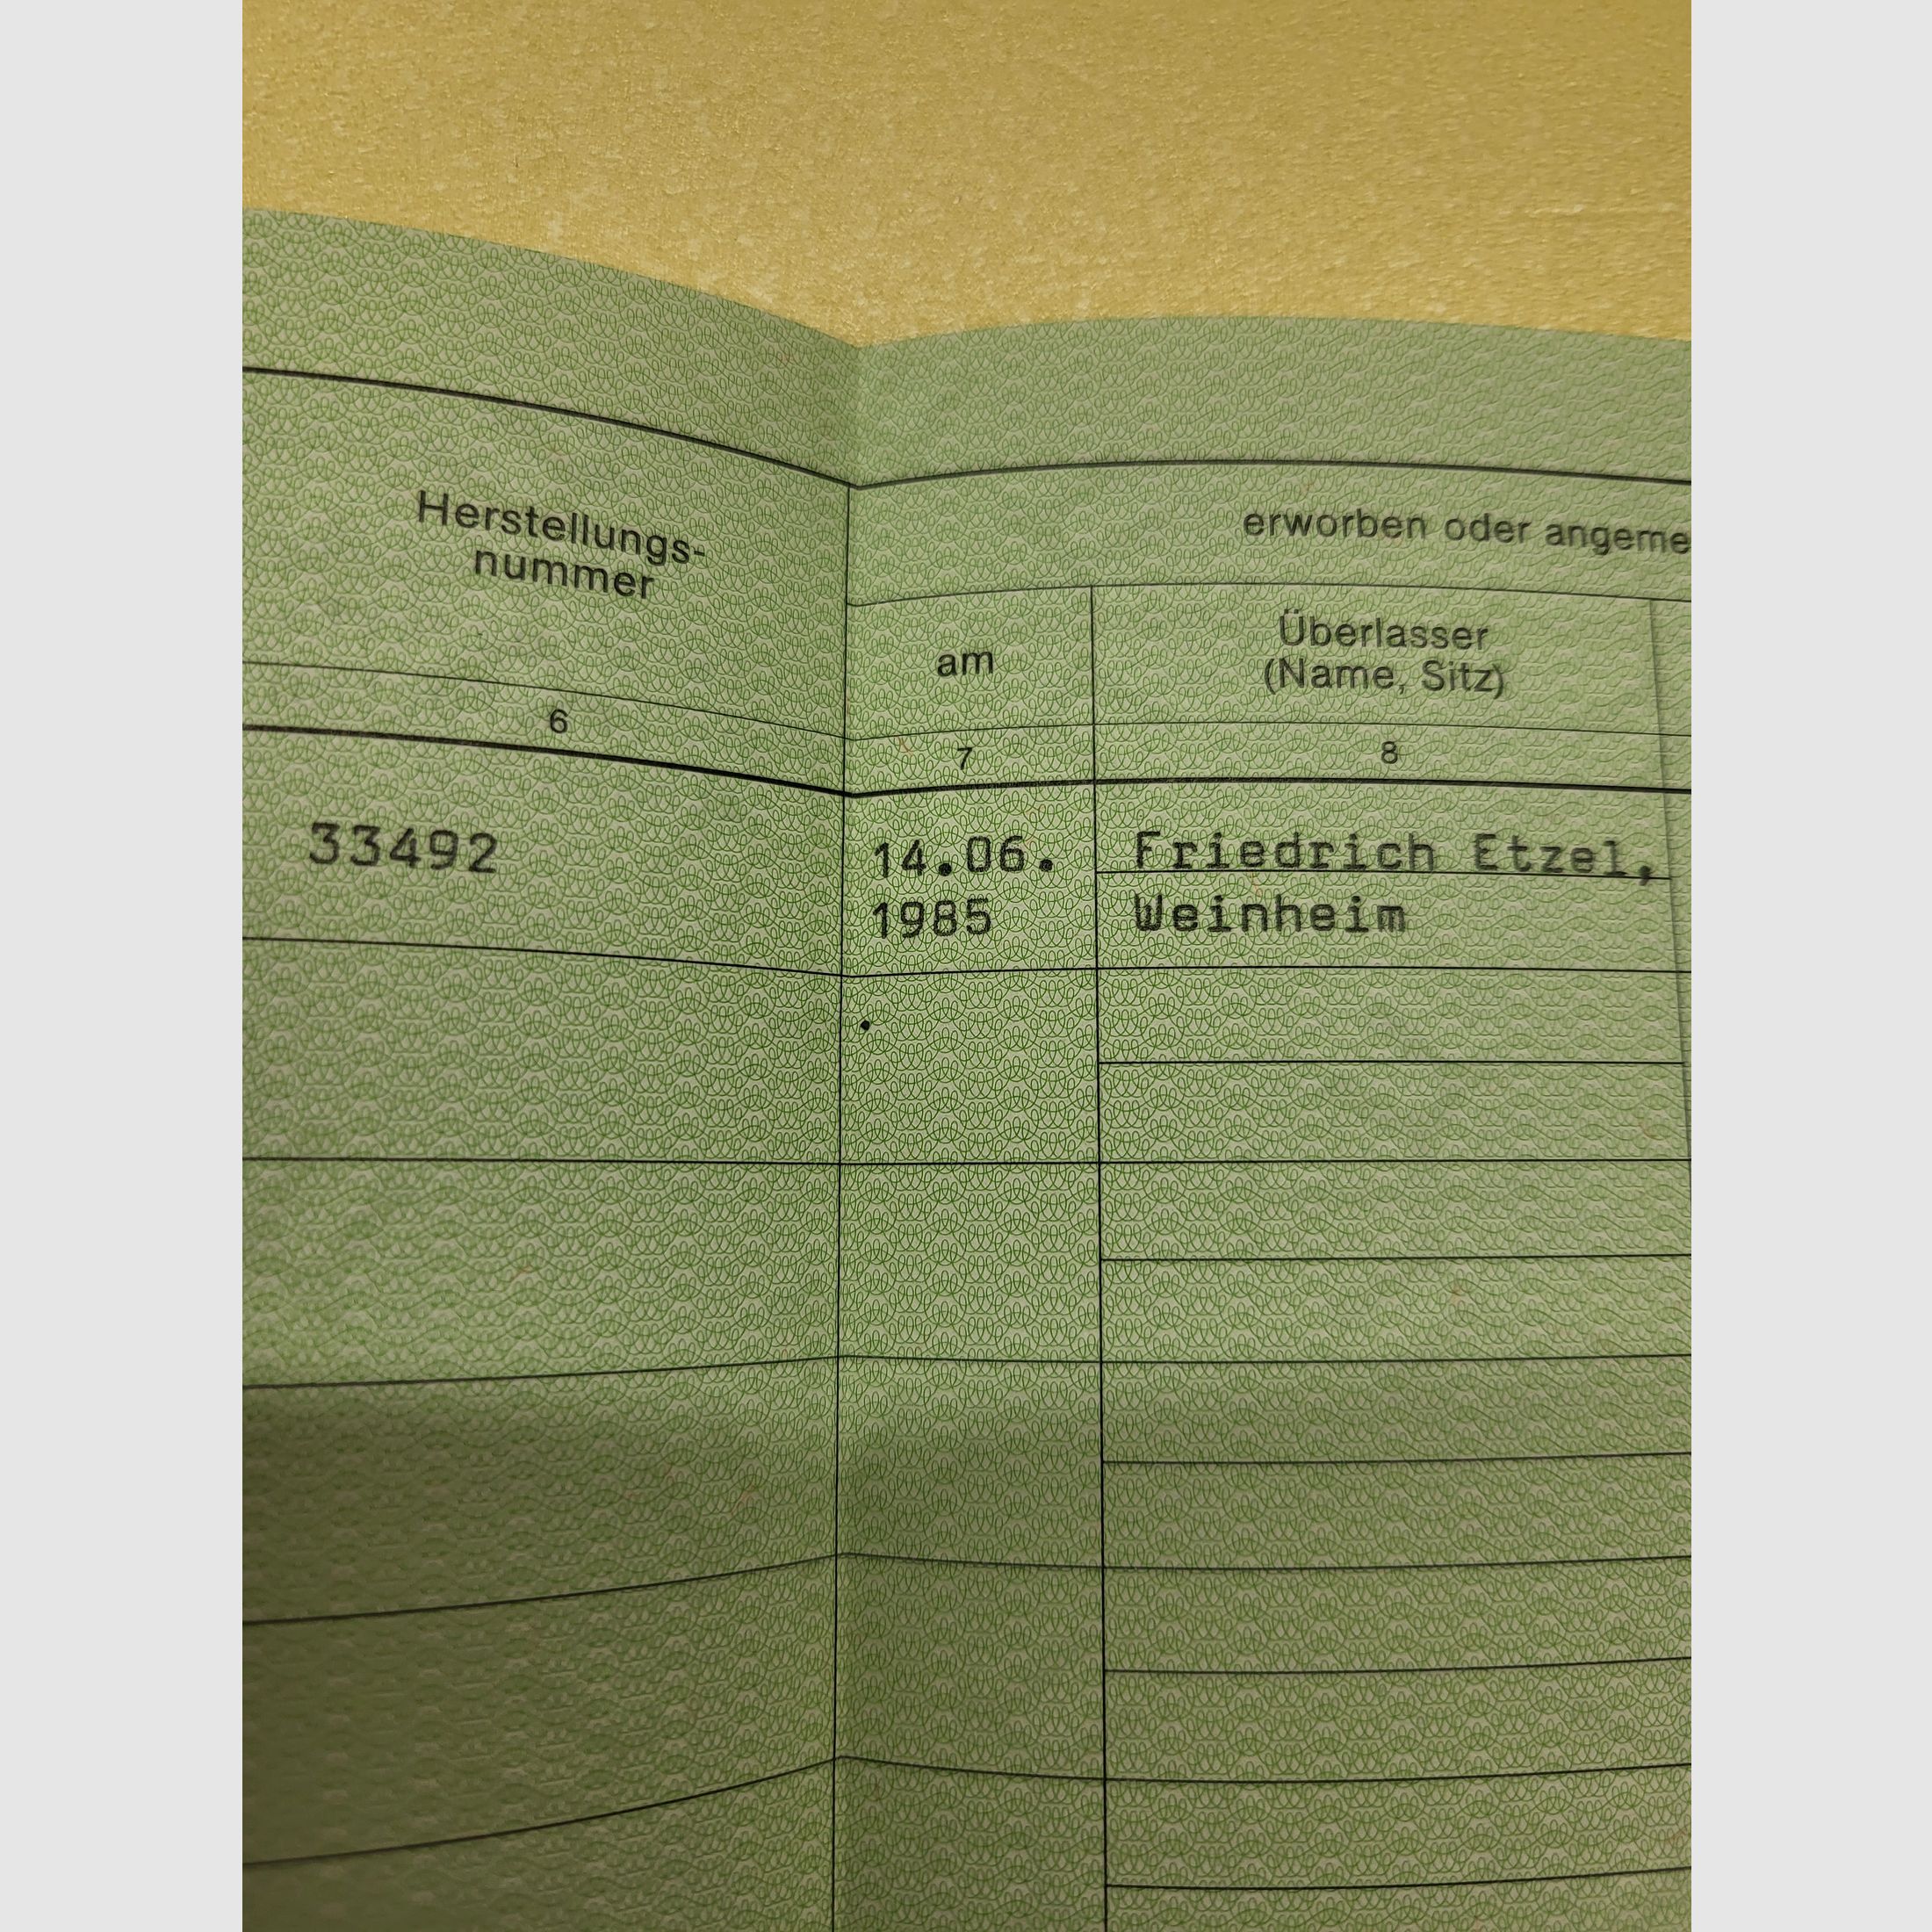 Herstellungs-
nummer
erworben oder angeme
am
Überlasser
(Name, Sitz)
6
7
8
33492
14.06.
1985
Friedrich Etzel,
Weinheim